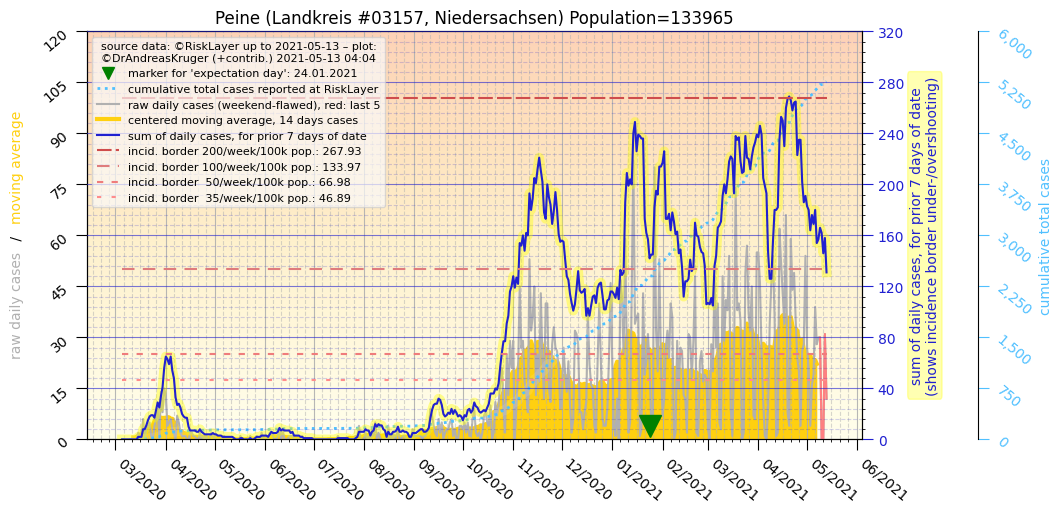 Peine (Landkreis #03157, Niedersachsen) Population=133965
source data: ©RiskLayer up to 2021-05-13 – plot:
©DrAndreasKruger (+contrib.) 2021-05-13 04:04
marker for 'expectation day': 24.01.2021
cumulative total cases reported at RiskLayer
raw daily cases (weekend-flawed), red: last 5
centered moving average, 14 days cases
sum of daily cases, for prior 7 days of date
incid. border 200/week/100k pop.: 267.93
incid. border 100/week/100k pop.: 133.97
incid. border  50/week/100k pop.: 66.98
incid. border  35/week/100k pop.: 46.89
raw daily cases / moving average
120
105
90
75
60
45
30
15
0
03/2020
04/2020
05/2020
06/2020
07/2020
08/2020
09/2020
10/2020
11/2020
12/2020
01/2021
02/2021
03/2021
04/2021
05/2021
06/2021
320
280
240
200
160
120
80
40
0
sum of daily cases, for prior 7 days of date
(shows incidence border under-/overshooting)
6,000
5,250
4,500
3,750
3,000
2,250
1,500
750
0
cumulative total cases